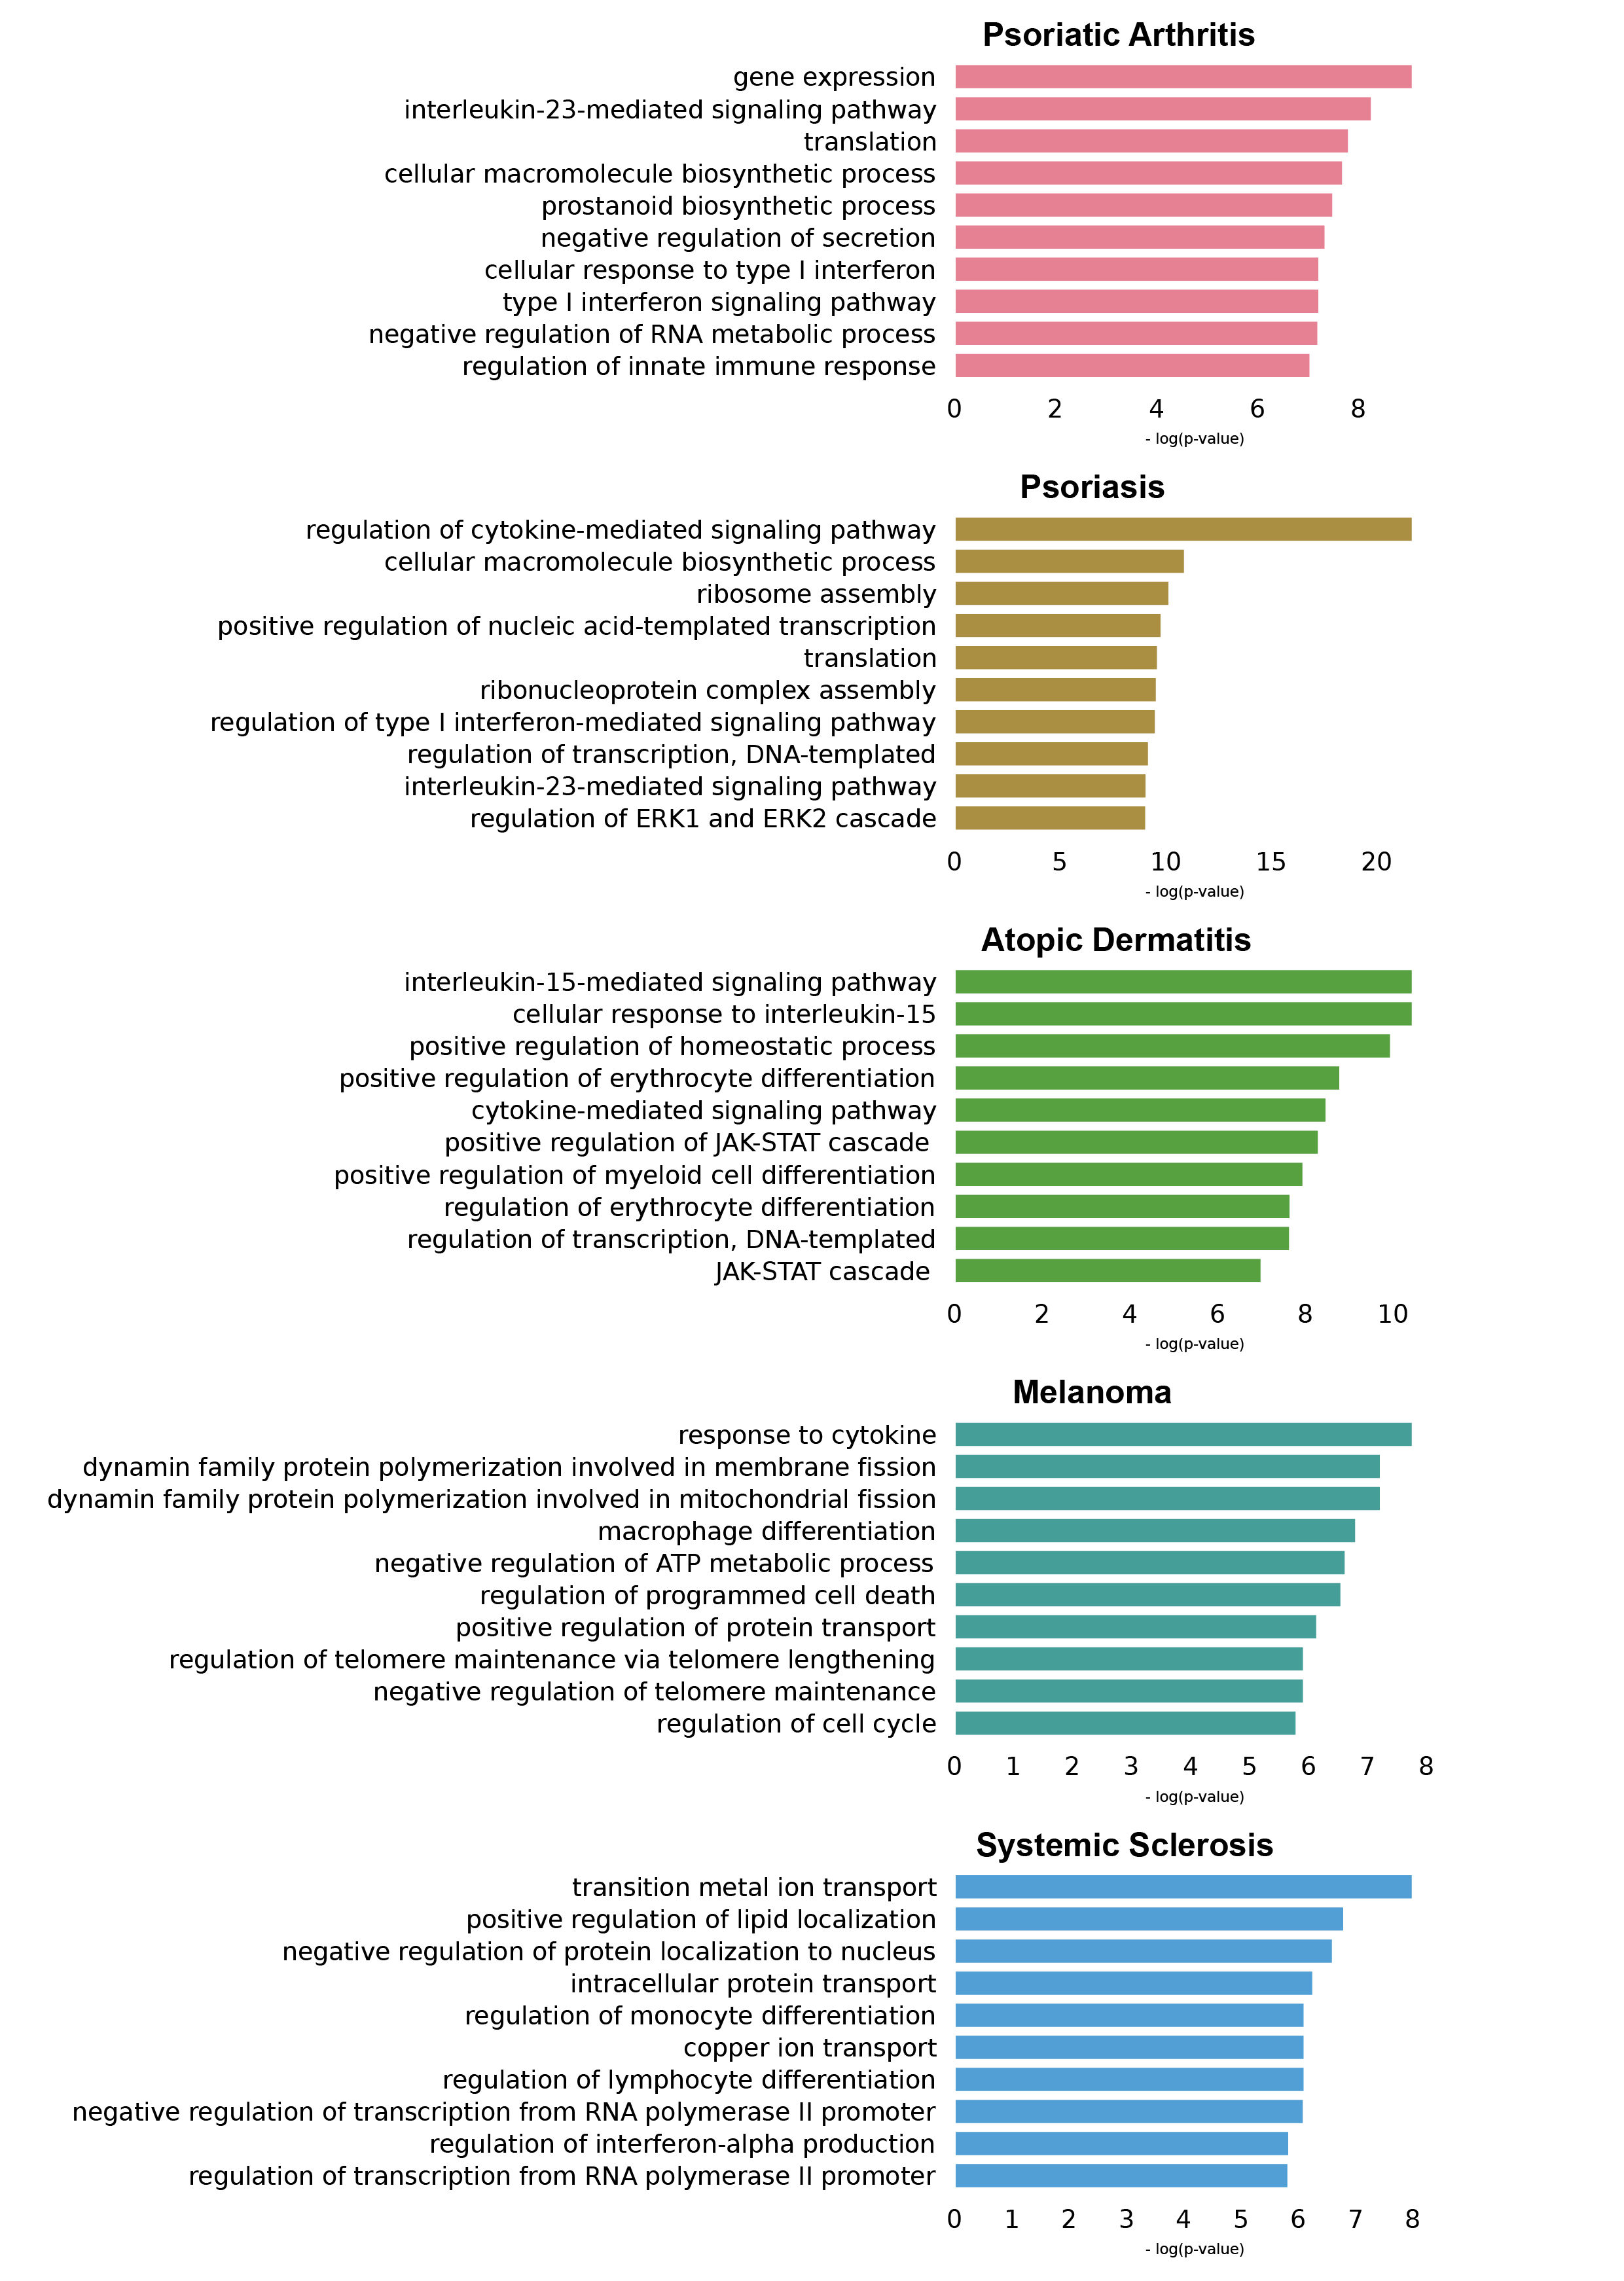 Psoriatic Arthritis
gene expression
interleukin-23-mediated signaling pathway
translation
cellular macromolecule biosynthetic process
prostanoid biosynthetic process
negative regulation of secretion
cellular response to type I interferon
type I interferon signaling pathway
negative regulation of RNA metabolic process
regulation of innate immune response
0 2 4 6 8
- log(p-value)
Psoriasis
regulation of cytokine-mediated signaling pathway
cellular macromolecule biosynthetic process
ribosome assembly
positive regulation of nucleic acid-templated transcription
translation
ribonucleoprotein complex assembly
regulation of type I interferon-mediated signaling pathway
regulation of transcription, DNA-templated
interleukin-23-mediated signaling pathway
regulation of ERK1 and ERK2 cascade
0 5 10 15 20
- log(p-value)
Atopic Dermatitis
interleukin-15-mediated signaling pathway
cellular response to interleukin-15
positive regulation of homeostatic process
positive regulation of erythrocyte differentiation
cytokine-mediated signaling pathway
positive regulation of JAK-STAT cascade
positive regulation of myeloid cell differentiation
regulation of erythrocyte differentiation
regulation of transcription, DNA-templated
JAK-STAT cascade
0 2 4 6 8 10
- log(p-value)
Melanoma
response to cytokine
dynamin family protein polymerization involved in membrane fission
dynamin family protein polymerization involved in mitochondrial fission
macrophage differentiation
negative regulation of ATP metabolic process
regulation of programmed cell death
positive regulation of protein transport
regulation of telomere maintenance via telomere lengthening
negative regulation of telomere maintenance
regulation of cell cycle
0 1 2 3 4 5 6 7 8
- log(p-value)
Systemic Sclerosis
transition metal ion transport
positive regulation of lipid localization
negative regulation of protein localization to nucleus
intracellular protein transport
regulation of monocyte differentiation
copper ion transport
regulation of lymphocyte differentiation
negative regulation of transcription from RNA polymerase II promoter
regulation of interferon-alpha production
regulation of transcription from RNA polymerase II promoter
0 1 2 3 4 5 6 7 8
- log(p-value)